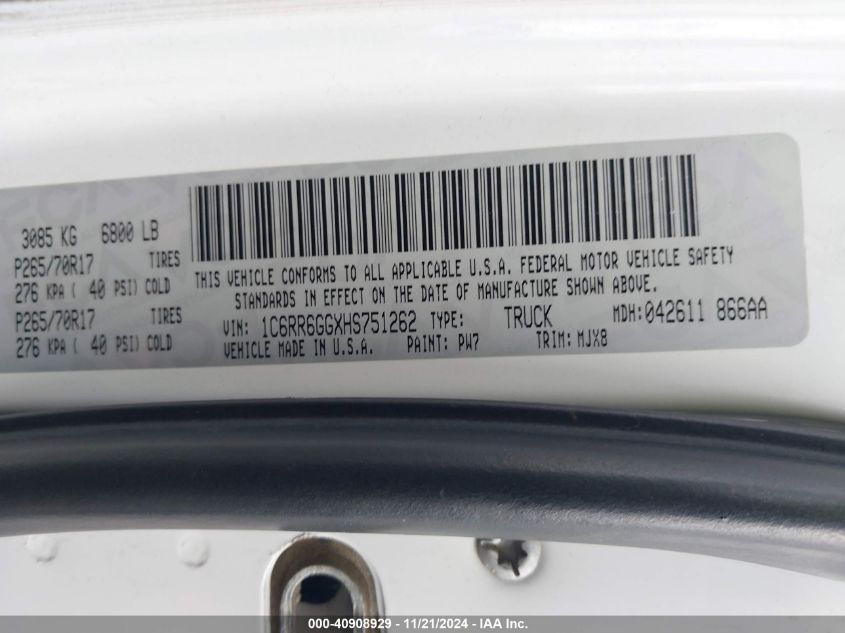 3085 KG 6800 LB
P265/70R17 TIRES
276 KPA ( 40 PSI) COLD
P265/70R17 TIRES
276 KPA ( 40 PSI) COLD
THIS VEHICLE CONFORMS TO ALL APPLICABLE U.S.A. FEDERAL MOTOR VEHICLE SAFETY
STANDARDS IN EFFECT ON THE DATE OF MANUFACTURE SHOWN ABOVE.
VIN: 1C6RR6GGXHS751262 TYPE: TRUCK MDH:042611 866AA
VEHICLE MADE IN U.S.A. PAINT: PW7 TRIM: MJX8
000-40908929 - 11/21/2024 - IAA Inc.